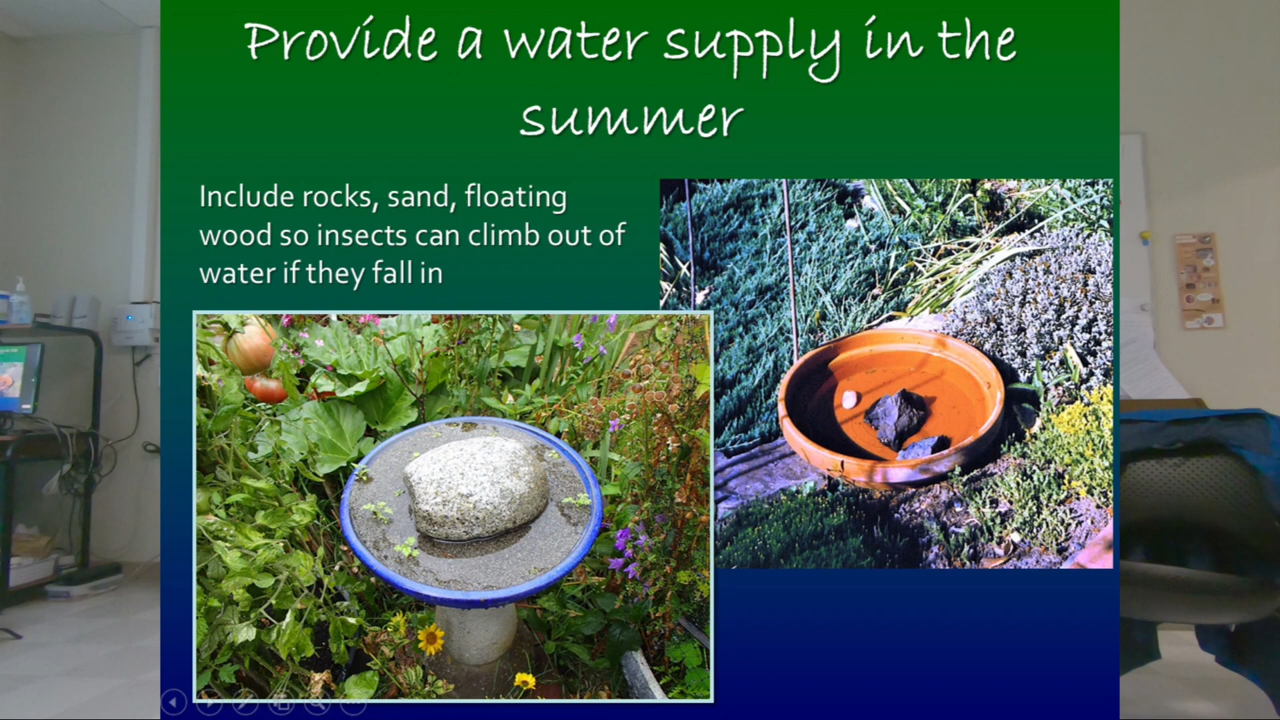 Provide a water supply in the
summer
Include rocks, sand, floating
wood so insects can climb out of
water if they fall in